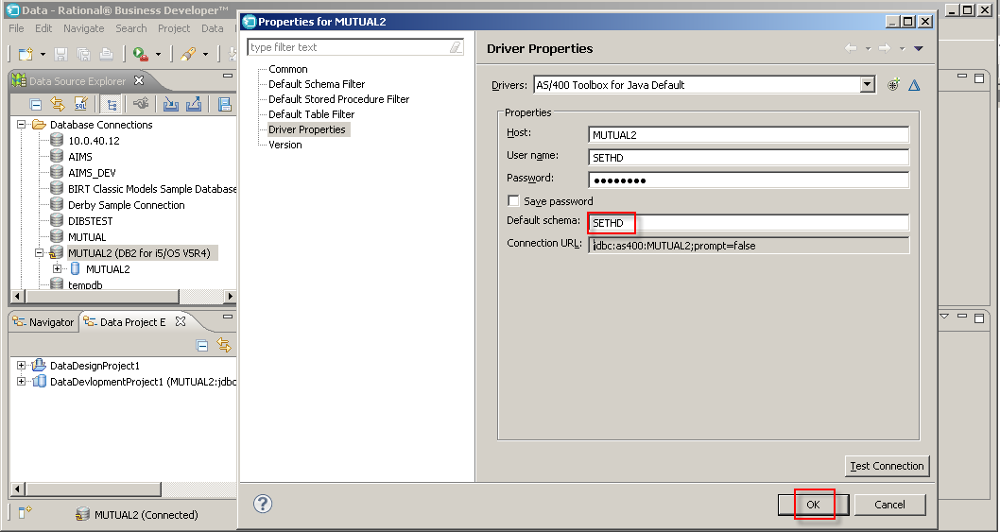 Data - Rational® Business Developer™
File Edit Navigate Search Project Data
Data Source Explorer
SQL
Database Connections
10.0.40.12
AIMS
AIMS_DEV
BIRT Classic Models Sample Database
Derby Sample Connection
DIBSTEST
MUTUAL
MUTUAL2 (DB2 for i5/OS V5R4)
MUTUAL2
tempdb
Navigator Data Project E
DataDesignProject1
DataDevlopmentProject1 (MUTUAL2:jdbc
MUTUAL2 (Connected)
Properties for MUTUAL2
type filter text
Common
Default Schema Filter
Default Stored Procedure Filter
Default Table Filter
Driver Properties
Version
Driver Properties
Drivers: AS/400 Toolbox for Java Default
Properties
Host: MUTUAL2
User name: SETHD
Password: ●●●●●●●●
Save password
Default schema: SETHD
Connection URL: jdbc:as400:MUTUAL2;prompt=false
Test Connection
?
OK Cancel